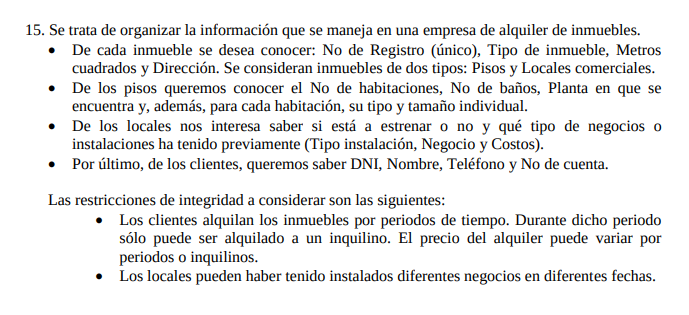 15. Se trata de organizar la información que se maneja en una empresa de alquiler de inmuebles.
• De cada inmueble se desea conocer: No de Registro (único), Tipo de inmueble, Metros
cuadrados y Dirección. Se consideran inmuebles de dos tipos: Pisos y Locales comerciales.
• De los pisos queremos conocer el No de habitaciones, No de baños, Planta en que se
encuentra y, además, para cada habitación, su tipo y tamaño individual.
• De los locales nos interesa saber si está a estrenar o no y qué tipo de negocios o
instalaciones ha tenido previamente (Tipo instalación, Negocio y Costos).
• Por último, de los clientes, queremos saber DNI, Nombre, Teléfono y No de cuenta.
Las restricciones de integridad a considerar son las siguientes:
• Los clientes alquilan los inmuebles por periodos de tiempo. Durante dicho periodo
sólo puede ser alquilado a un inquilino. El precio del alquiler puede variar por
periodos o inquilinos.
• Los locales pueden haber tenido instalados diferentes negocios en diferentes fechas.